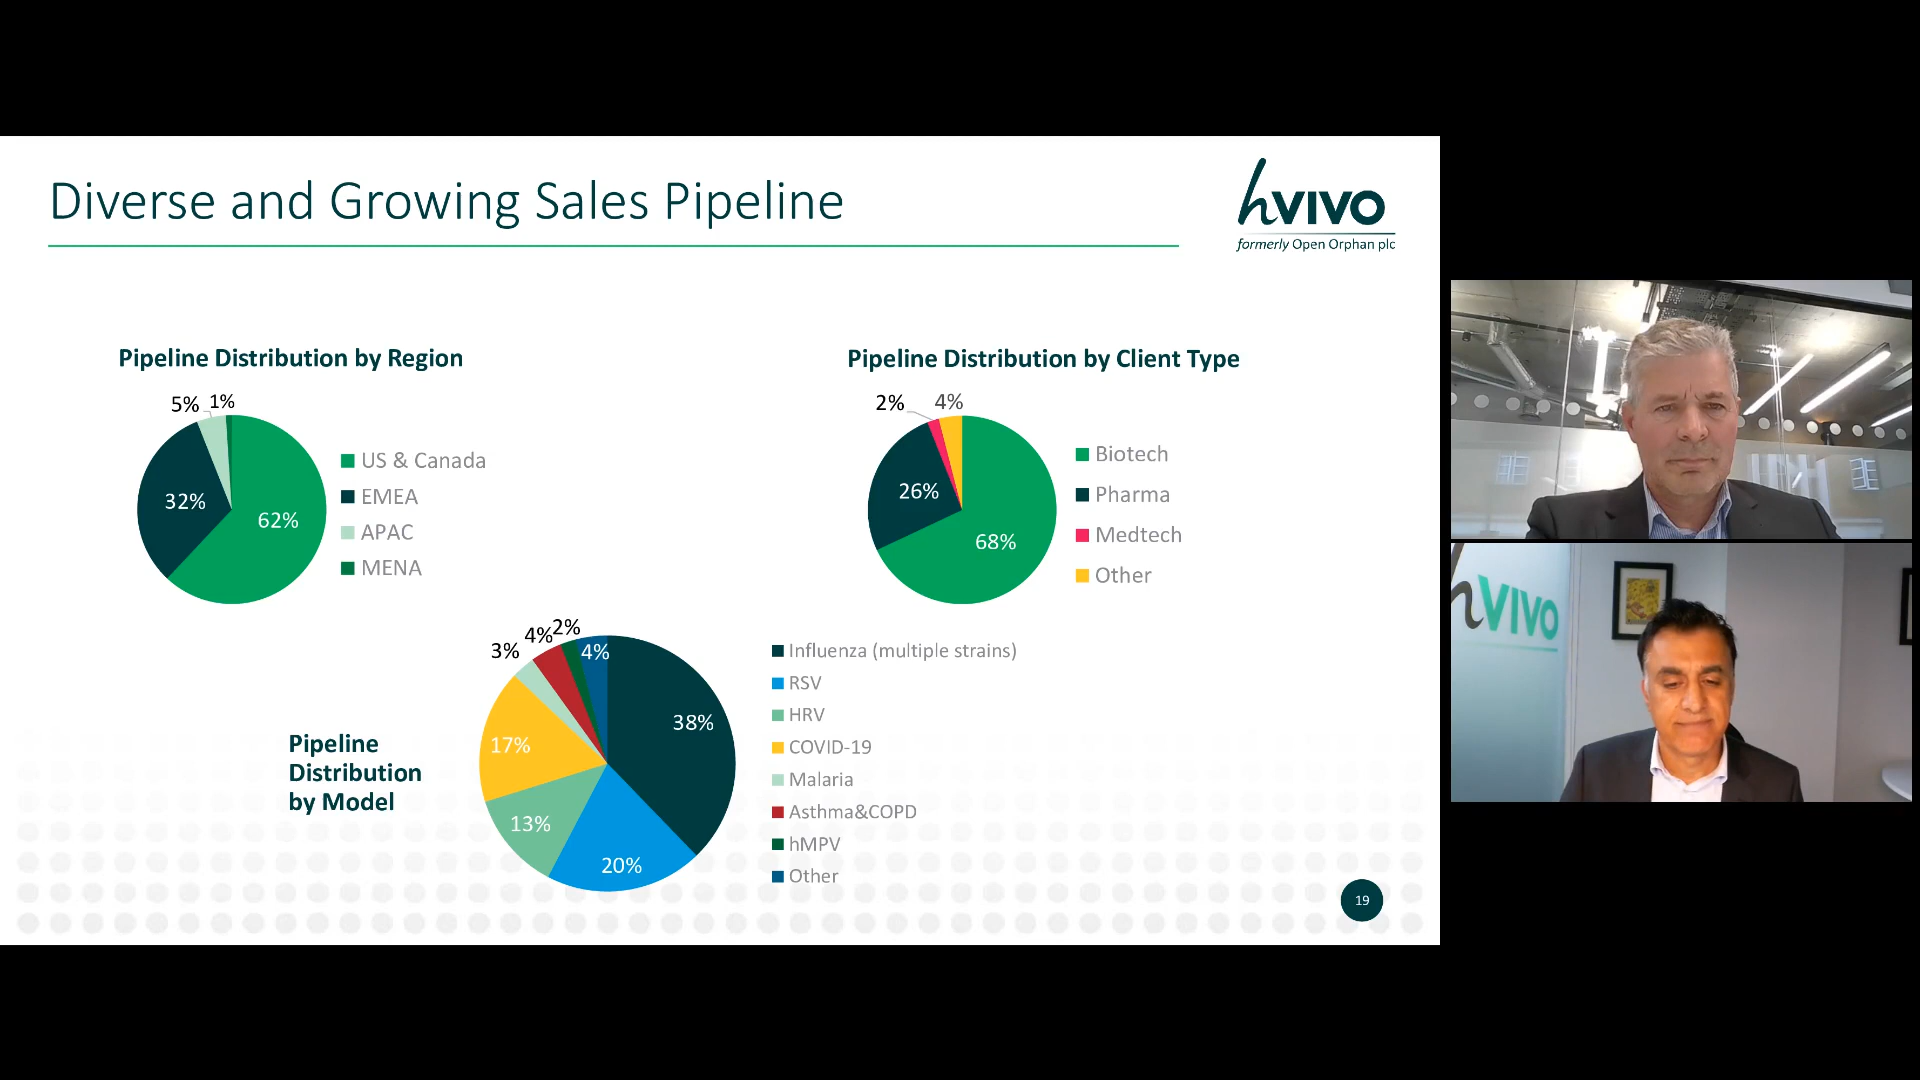 Diverse and Growing Sales Pipeline
hVIVO
formerly Open Orphan plc
Pipeline Distribution by Region
5% 1%
32%
62%
US & Canada
EMEA
APAC
MENA
Pipeline Distribution by Client Type
2% 4%
26%
68%
Biotech
Pharma
Medtech
Other
Pipeline
Distribution
by Model
3% 4% 2%
4%
38%
17%
13%
20%
Influenza (multiple strains)
RSV
HRV
COVID-19
Malaria
Asthma&COPD
hMPV
Other
19
hVIVO